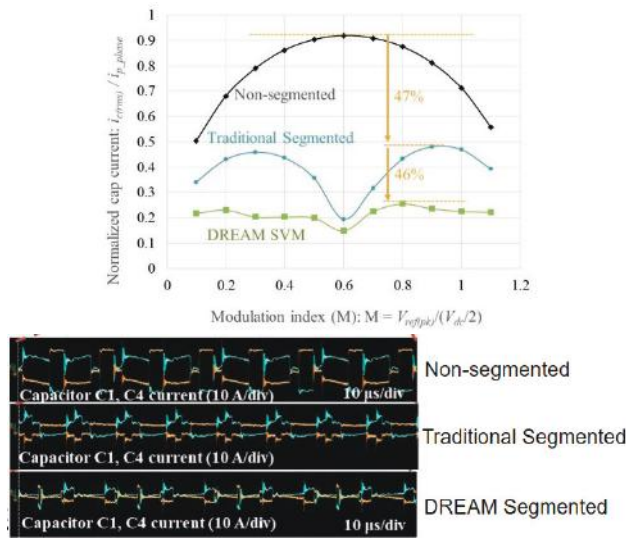 1
0.9
0.8
0.7
0.6
0.5
0.4
0.3
0.2
0.1
0
Normalized cap current: i_c(rms) / i_p_phase
Non-segmented
47%
Traditional Segmented
46%
DREAM SVM
0 0.2 0.4 0.6 0.8 1 1.2
Modulation index (M): M = V_ref(pk)/(V_dc/2)
Capacitor C1, C4 current (10 A/div) 10 μs/div
Non-segmented
Capacitor C1, C4 current (10 A/div)
Traditional Segmented
Capacitor C1, C4 current (10 A/div) 10 μs/div
DREAM Segmented